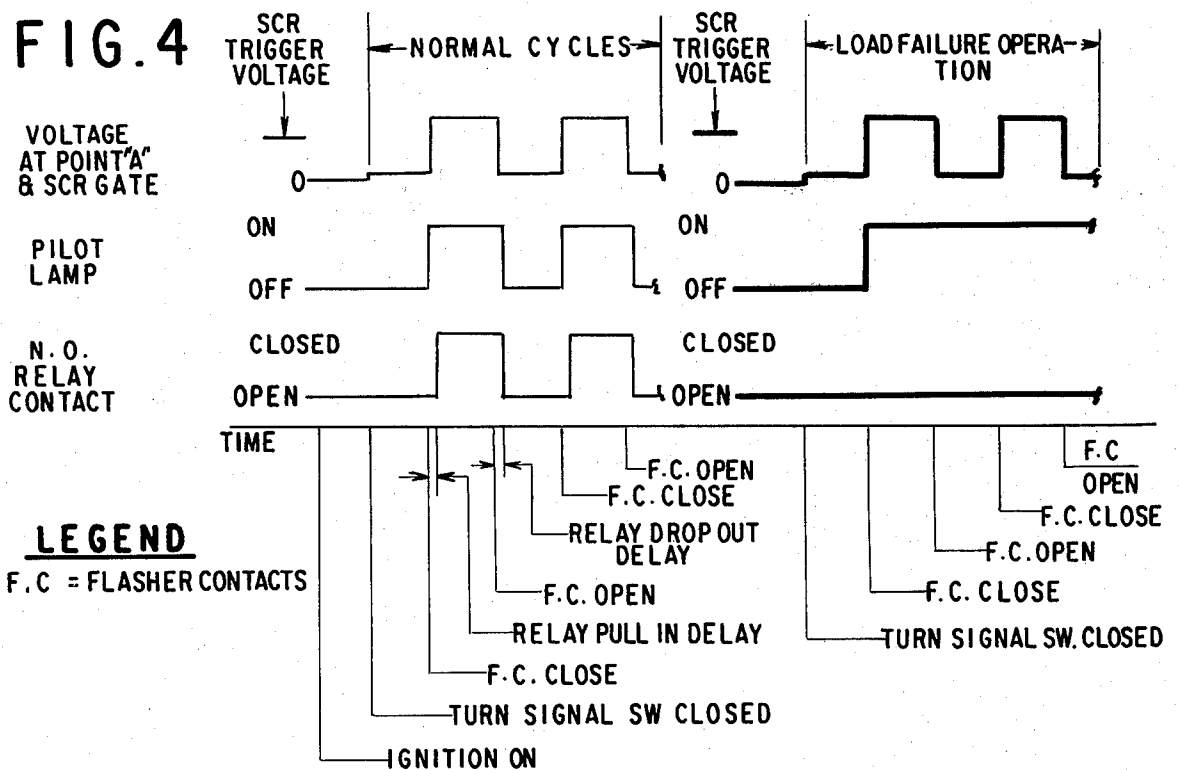 FIG.4
SCR
TRIGGER
VOLTAGE
NORMAL CYCLES
SCR
TRIGGER
VOLTAGE
LOAD FAILURE OPERA-
TION
VOLTAGE
AT POINT"A"
& SCR GATE
0
0
PILOT
LAMP
ON
OFF
ON
OFF
N.O.
RELAY
CONTACT
CLOSED
OPEN
CLOSED
OPEN
TIME
F.C. OPEN
F.C. CLOSE
RELAY DROP OUT
DELAY
F.C. OPEN
RELAY PULL IN DELAY
F.C. CLOSE
TURN SIGNAL SW CLOSED
IGNITION ON
F.C
OPEN
F.C. CLOSE
F.C. OPEN
F.C. CLOSE
TURN SIGNAL SW. CLOSED
LEGEND
F.C = FLASHER CONTACTS